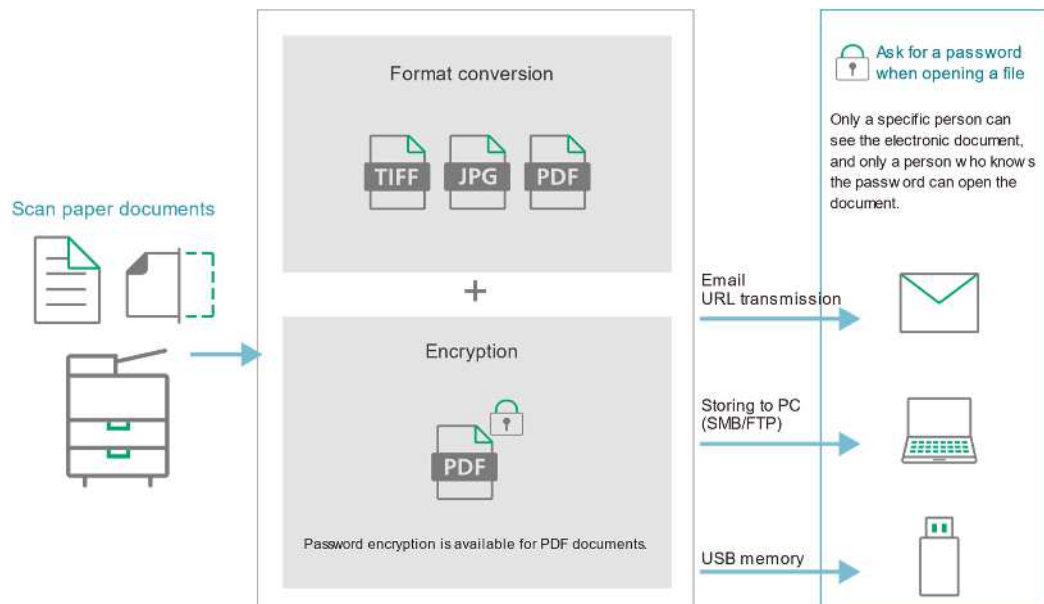 Scan paper documents
Format conversion
TIFF
JPG
PDF
+
Encryption
PDF
Password encryption is available for PDF documents.
Email
URL transmission
Storing to PC
(SMB/FTP)
USB memory
Ask for a password
when opening a file
Only a specific person can
see the electronic document,
and only a person who knows
the password can open the
document.